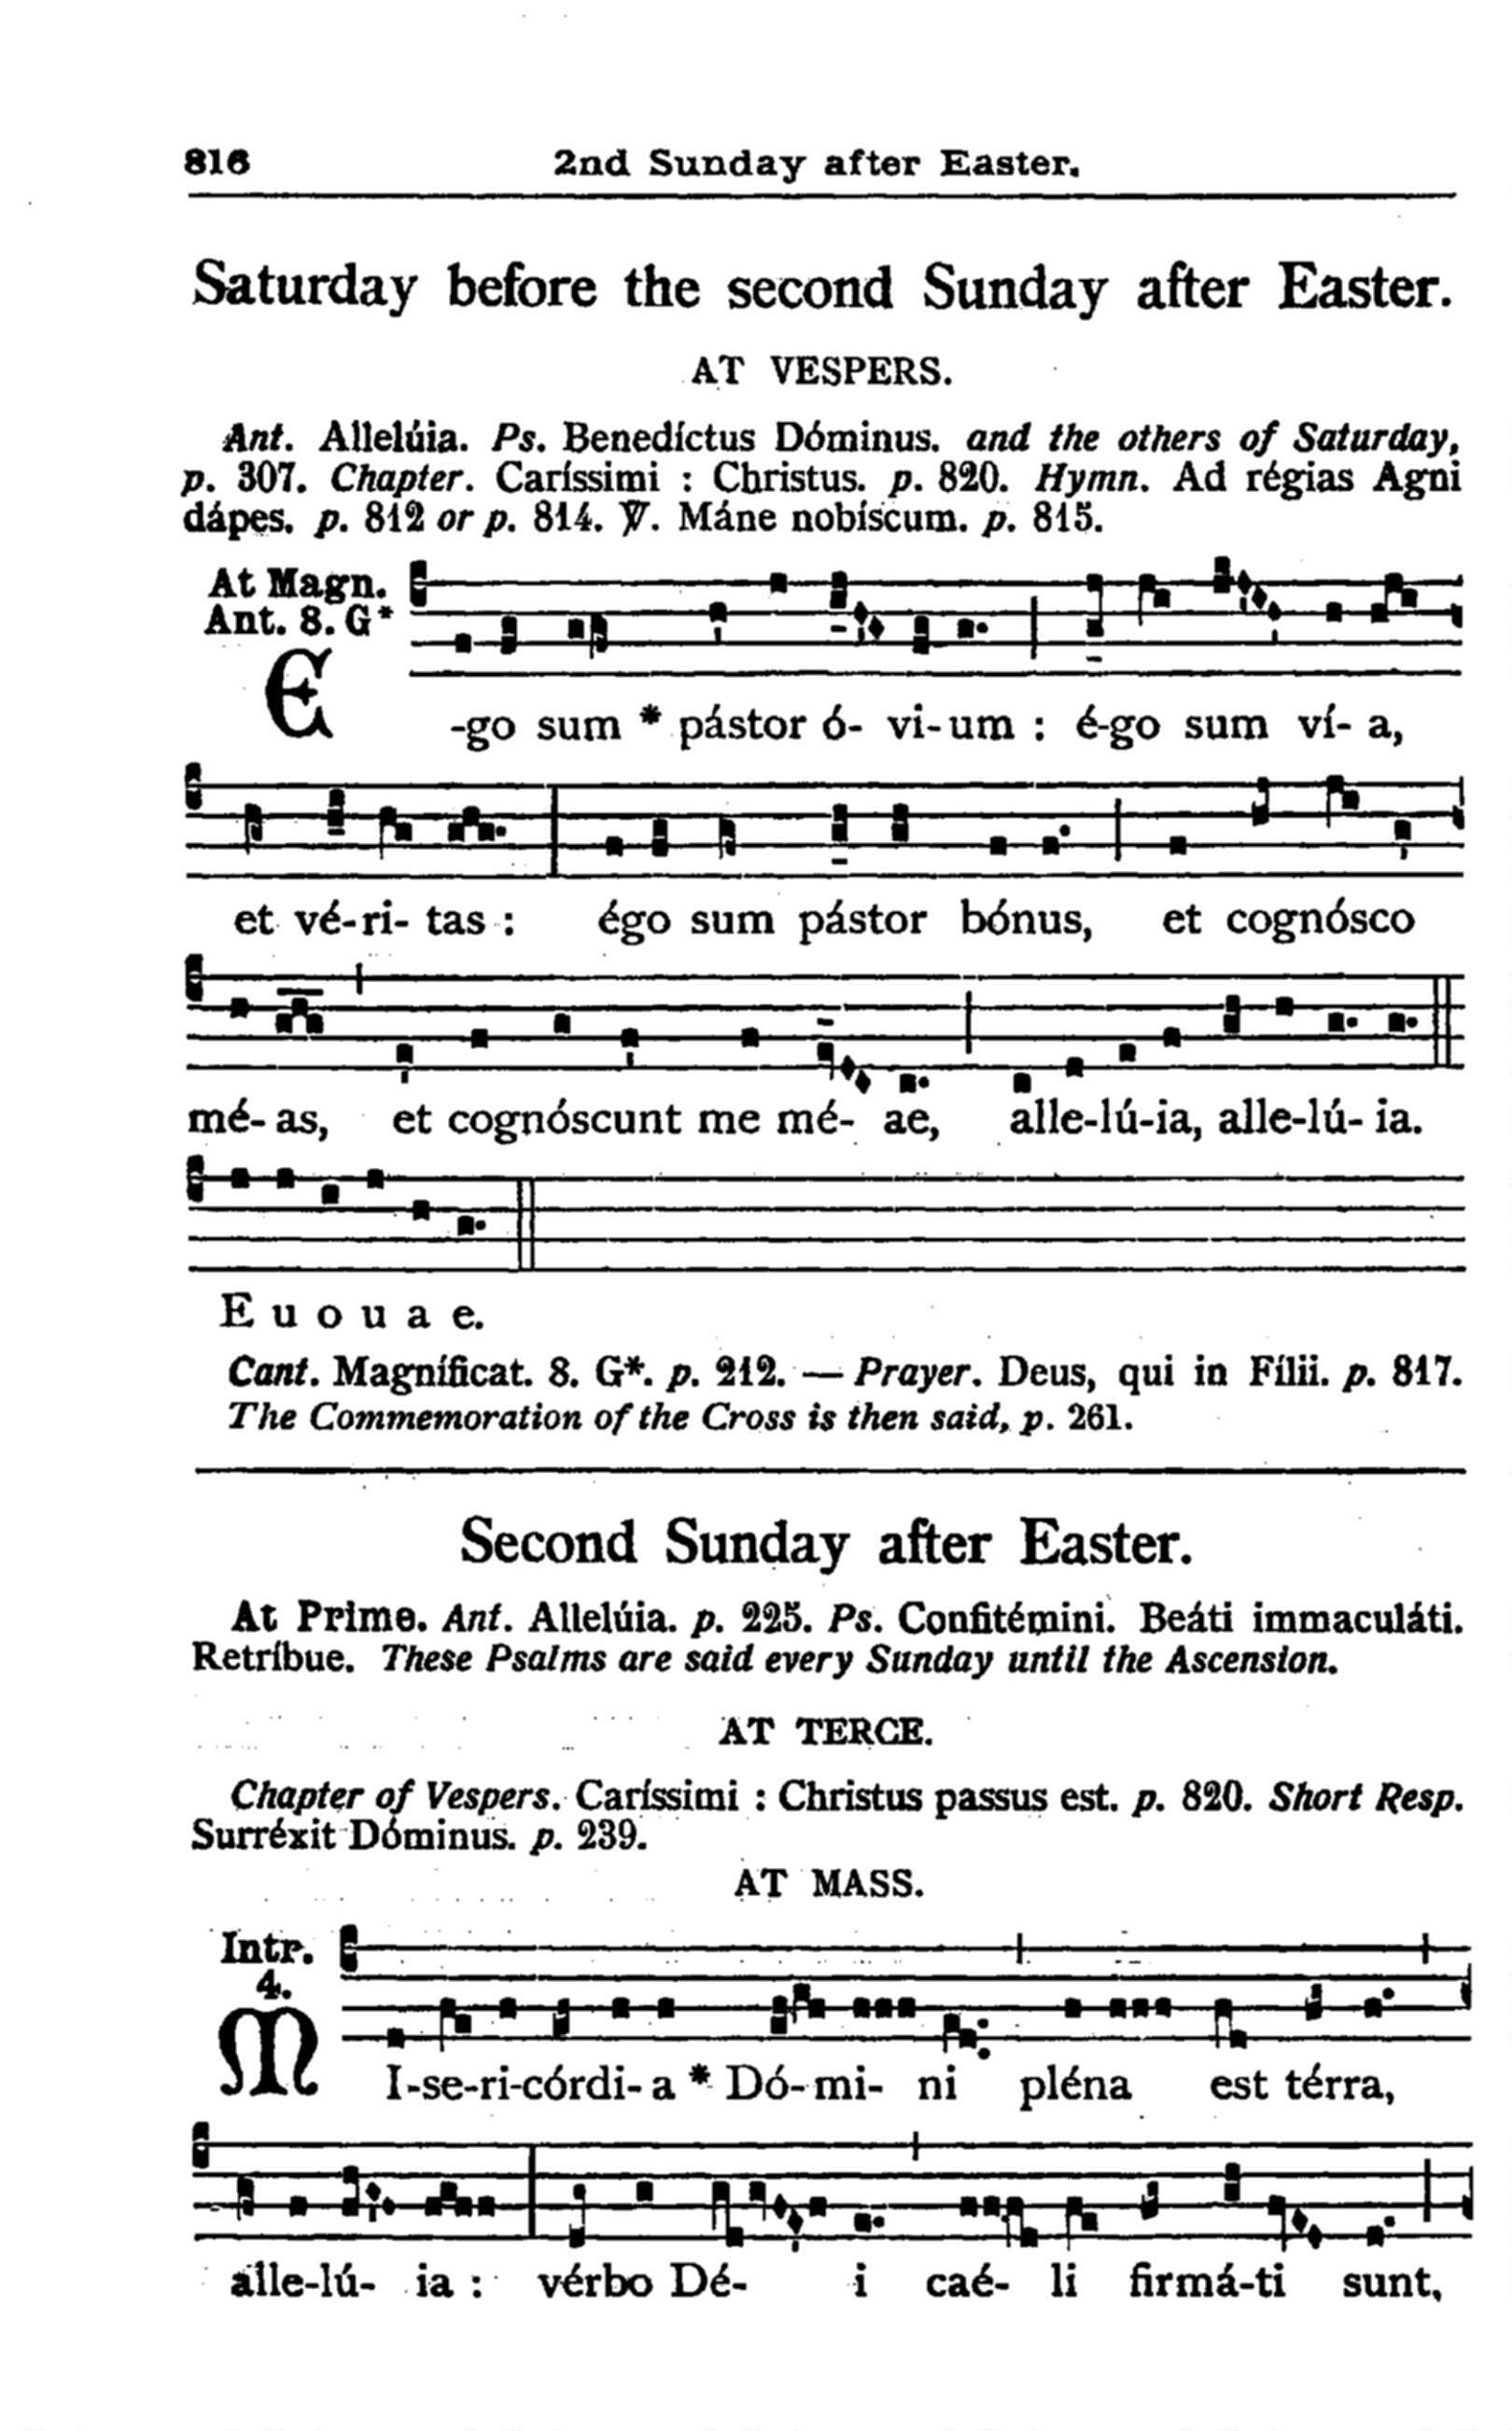 816 2nd Sunday after Easter.
Saturday before the second Sunday after Easter.
AT VESPERS.
Ant. Allelúia. Ps. Benedíctus Dóminus. and the others of Saturday,
p. 307. Chapter. Caríssimi : Christus. p. 820. Hymn. Ad régias Agni
dápes. p. 812 or p. 814. ℣. Máne nobíscum. p. 815.
At Magn.
Ant. 8. G*
E-go sum * pástor ó- vi-um : é-go sum ví- a,
et vé-ri- tas : égo sum pástor bónus, et cognósco
mé- as, et cognóscunt me mé- ae, alle-lú-ia, alle-lú- ia.
E u o u a e.
Cant. Magníficat. 8. G*. p. 212. — Prayer. Deus, qui in Fílii. p. 817.
The Commemoration of the Cross is then said, p. 261.
Second Sunday after Easter.
At Prime. Ant. Allelúia. p. 225. Ps. Confitémini. Beáti immaculáti.
Retríbue. These Psalms are said every Sunday until the Ascension.
AT TERCE.
Chapter of Vespers. Caríssimi : Christus passus est. p. 820. Short Resp.
Surréxit Dóminus. p. 239.
AT MASS.
Intr.
4.
MI-se-ri-córdi- a * Dó- mi- ni pléna est térra,
alle-lú- ia : vérbo Dé- i caé- li firmá-ti sunt,